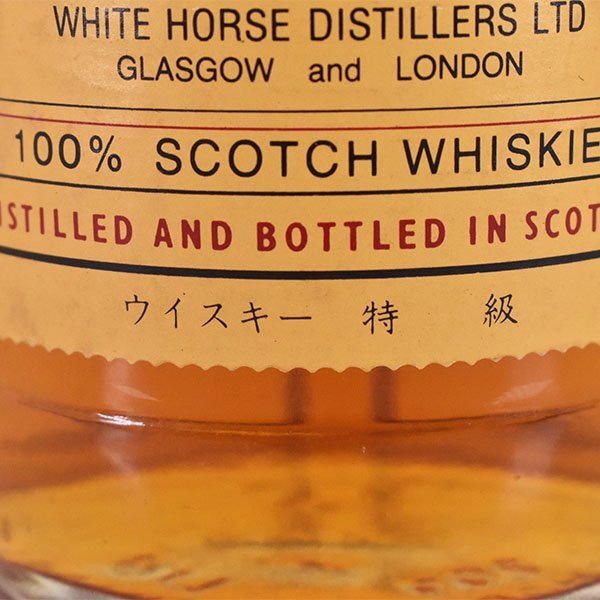 WHITE HORSE DISTILLERS LTD
GLASGOW and LONDON
100% SCOTCH WHISKIE
ISTILLED AND BOTTLED IN SCOT
ウイスキー 特 級